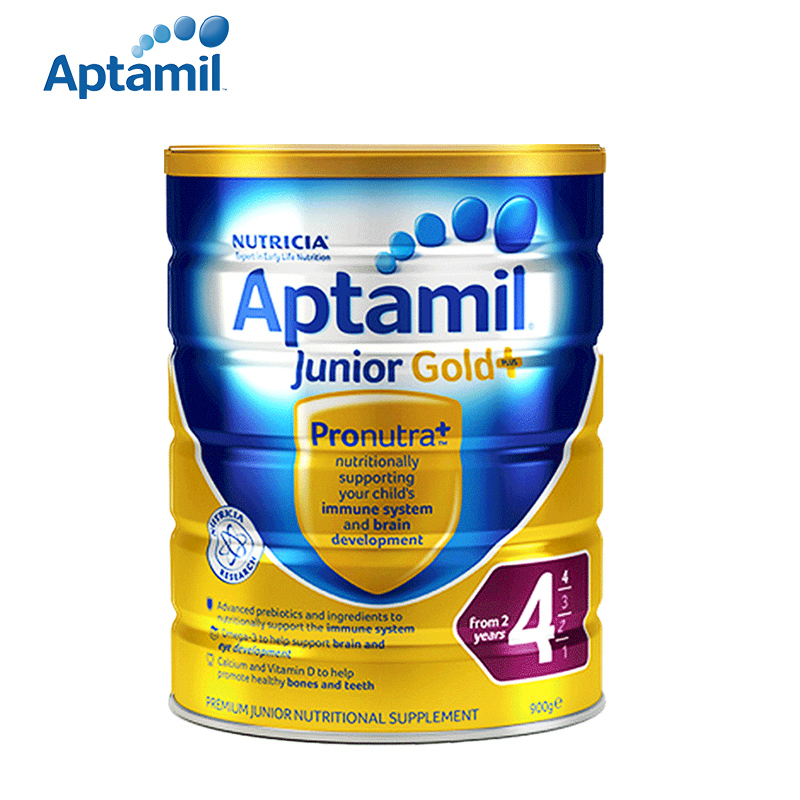 Aptamil™
NUTRICIA
Expert in Early Life Nutrition
Aptamil®
Junior Gold+
PLUS
Pronutra+™
nutritionally
supporting
your child's
immune system
and brain
development
NUTRICIA
RESEARCH
Advanced prebiotics and ingredients to
nutritionally support the immune system
Omega-3 to help support brain and
eye development
Calcium and Vitamin D to help
promote healthy bones and teeth
From 2
years
4
4
3
2
1
PREMIUM JUNIOR NUTRITIONAL SUPPLEMENT
900g℮